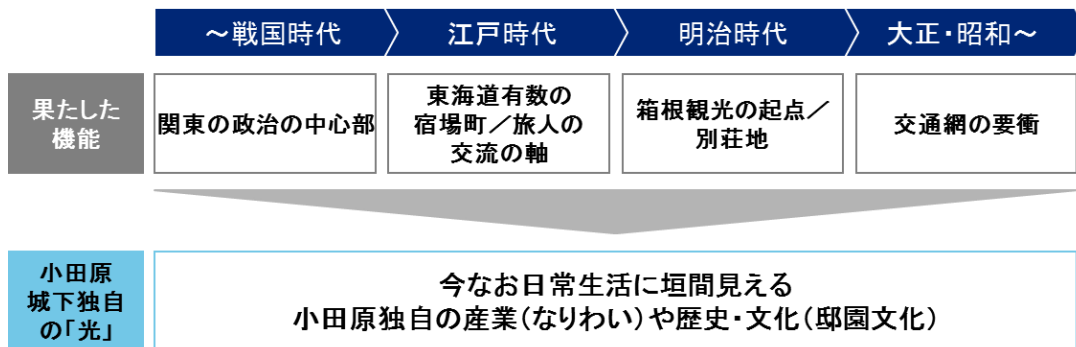 ～戦国時代
江戸時代
明治時代
大正・昭和～
果たした
機能
関東の政治の中心部
東海道有数の
宿場町／旅人の
交流の軸
箱根観光の起点／
別荘地
交通網の要衝
小田原
城下独自
の「光」
今なお日常生活に垣間見える
小田原独自の産業（なりわい）や歴史・文化（邸園文化）